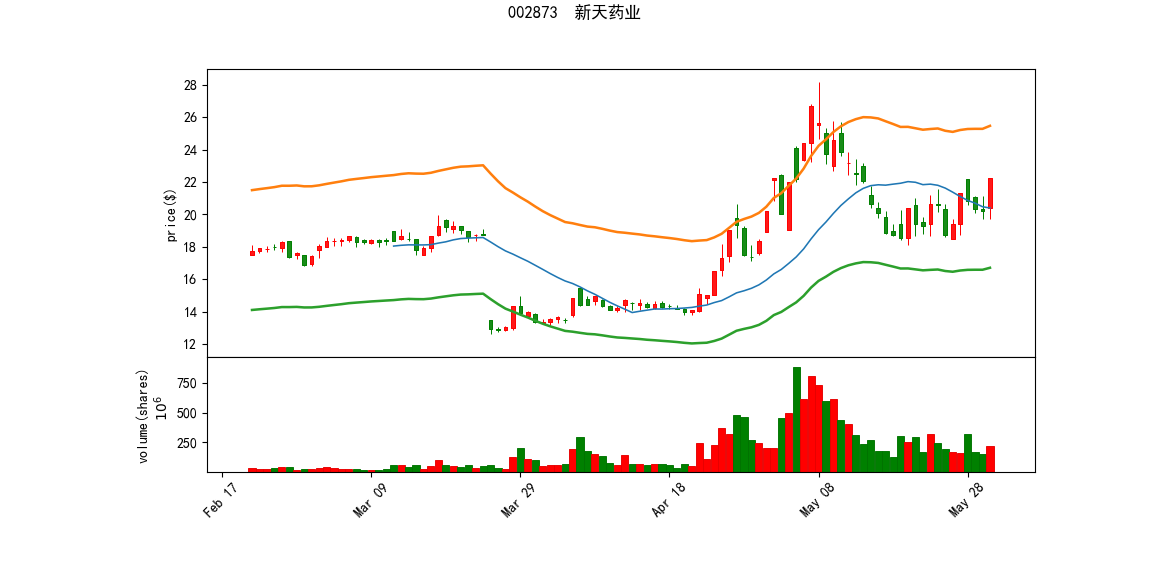 002873 新天药业
price($)
28
26
24
22
20
18
16
14
12
volume(shares)
10^6
750
500
250
Feb 17
Mar 09
Mar 29
Apr 18
May 08
May 28